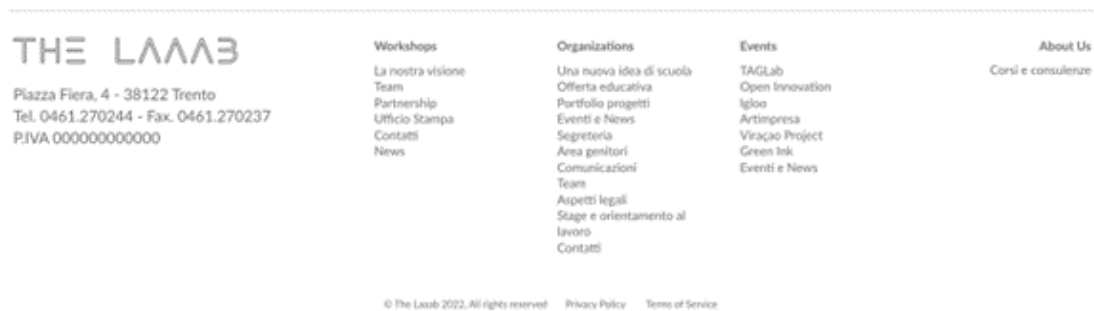 THE LAAAB
Piazza Fiera, 4 - 38122 Trento
Tel. 0461.270244 - Fax. 0461.270237
P.IVA 000000000000
Workshops
La nostra visione
Team
Partnership
Ufficio Stampa
Contatti
News
Organizations
Una nuova idea di scuola
Offerta educativa
Portfolio progetti
Eventi e News
Segreteria
Area genitori
Comunicazioni
Team
Aspetti legali
Stage e orientamento al
lavoro
Contatti
Events
TAGLab
Open Innovation
Igloo
Artimpresa
Viraçao Project
Green Ink
Eventi e News
About Us
Corsi e consulenze
© The Laaab 2022, All rights reserved Privacy Policy Terms of Service